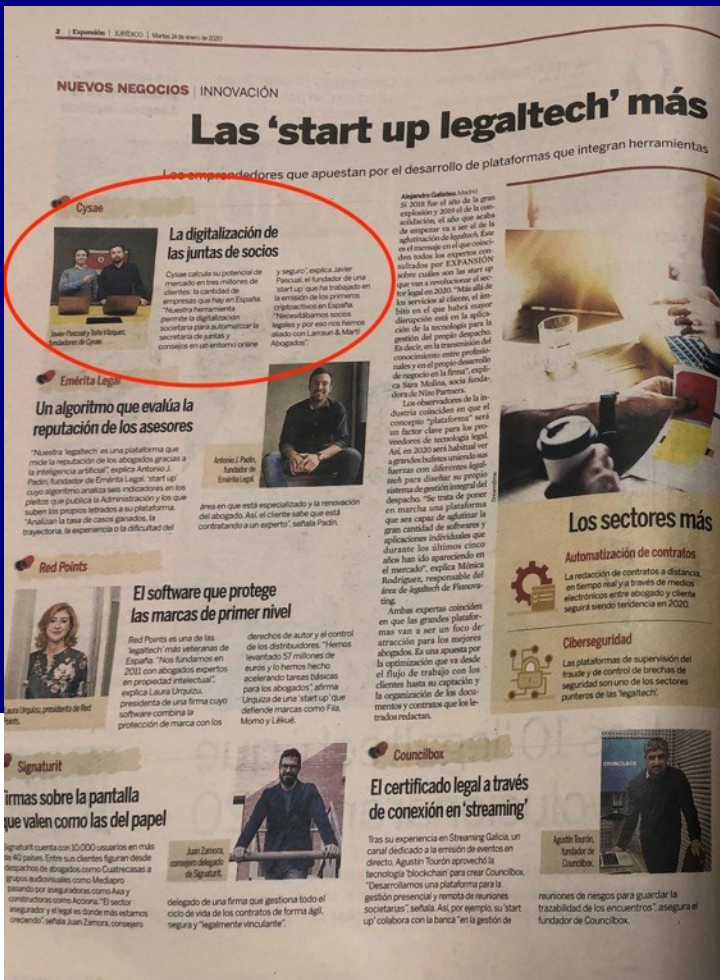 2 | Expansión | JURÍDICO | Martes 14 de enero de 2020
NUEVOS NEGOCIOS | INNOVACIÓN
Las ‘start up legaltech’ más
Los emprendedores que apuestan por el desarrollo de plataformas que integran herramientas
Cysae
La digitalización de
las juntas de socios
Javier Pascual y Toño Vázquez,
fundadores de Cysae.
Cysae calcula su potencial de
mercado en tres millones de
clientes: la cantidad de
empresas que hay en España.
“Nuestra herramienta
permite la digitalización
societaria para automatizar la
secretaría de juntas y
consejos en un entorno online
y seguro”, explica Javier
Pascual, el fundador de una
‘start up’ que ha trabajado en
la emisión de los primeros
criptoactivos en España.
“Necesitábamos socios
legales y por eso nos hemos
aliado con Larrauri & Martí
Abogados”.
Emérita Legal
Un algoritmo que evalúa la
reputación de los asesores
“Nuestra ‘legaltech’ es una plataforma que
mide la reputación de los abogados gracias a
la inteligencia artificial”, explica Antonio J.
Padín, fundador de Emérita Legal, ‘start up’
cuyo algoritmo analiza seis indicadores en los
pleitos que publica la Administración y los que
suben los propios letrados a su plataforma.
“Analizan la tasa de casos ganados, la
trayectoria, la experiencia o la dificultad del
Antonio J. Padín,
fundador de
Emérita Legal.
área en que está especializado y la renovación
del abogado. Así, el cliente sabe que está
contratando a un experto”, señala Padín.
Red Points
El software que protege
las marcas de primer nivel
Laura Urquizu, presidenta de Red
Points.
Red Points es una de las
‘legaltech’ más veteranas de
España. “Nos fundamos en
2011 con abogados expertos
en propiedad intelectual”,
explica Laura Urquizu,
presidenta de una firma cuyo
software combina la
protección de marca con los
derechos de autor y el control
de los distribuidores. “Hemos
levantado 57 millones de
euros y lo hemos hecho
acelerando tareas básicas
para los abogados”, afirma
Urquizu de una ‘start up’ que
defiende marcas como Fila,
Momo y Lékué.
Signaturit
irmas sobre la pantalla
que valen como las del papel
Signaturit cuenta con 10.000 usuarios en más
de 40 países. Entre sus clientes figuran desde
despachos de abogados como Cuatrecasas a
grupos audiovisuales como Mediapro
pasando por aseguradoras como Axa y
constructoras como Acciona. “El sector
asegurador y el legal es donde más estamos
creciendo”, señala Juan Zamora, consejero
Juan Zamora,
consejero delegado
de Signaturit.
delegado de una firma que gestiona todo el
ciclo de vida de los contratos de forma ágil,
segura y “legalmente vinculante”.
Alejandro Galisteo. Madrid
Si 2018 fue el año de la gran
explosión y 2019 el de la con-
solidación, el año que acaba
de empezar va a ser el de la
aglutinación de legaltech. Éste
es el mensaje en el que coinci-
den todos los expertos con-
sultados por EXPANSIÓN
sobre cuáles son las start up
que van a revolucionar el sec-
tor legal en 2020. “Más allá de
los servicios al cliente, el ám-
bito en el que habrá mayor
disrupción está en la aplica-
ción de la tecnología para la
gestión del propio despacho.
Es decir, en la transmisión del
conocimiento entre profesio-
nales y en el propio desarrollo
de negocio en la firma”, expli-
ca Sara Molina, socia funda-
dora de Nize Partners.
Los observadores de la in-
dustria coinciden en que el
concepto “plataforma” será
un factor clave para los pro-
veedores de tecnología legal.
Así, en 2020 será habitual ver
a grandes bufetes uniendo sus
fuerzas con diferentes legal-
tech para diseñar su propio
sistema de gestión integral del
despacho. “Se trata de poner
en marcha una plataforma
que sea capaz de aglutinar la
gran cantidad de softwares y
aplicaciones individuales que
durante los últimos cinco
años han ido apareciendo en
el mercado”, explica Mónica
Rodríguez, responsable del
área de legaltech de Finnova-
ting.
Ambas expertas coinciden
en que las grandes platafor-
mas van a ser un foco de
atracción para los mejores
abogados. Es una apuesta por
la optimización que va desde
el flujo de trabajo con los
clientes hasta su captación y
la organización de los docu-
mentos y contratos que los le-
trados redactan.
Dreamstime
Los sectores más
Automatización de contratos
La redacción de contratos a distancia,
en tiempo real y a través de medios
electrónicos entre abogado y cliente
seguirá siendo tendencia en 2020.
Ciberseguridad
Las plataformas de supervisión del
fraude y de control de brechas de
seguridad son uno de los sectores
punteros de las ‘legaltech’.
Councilbox
El certificado legal a través
de conexión en ‘streaming’
Tras su experiencia en Streaming Galicia, un
canal dedicado a la emisión de eventos en
directo, Agustín Tourón aprovechó la
tecnología ‘blockchain’ para crear Councilbox.
“Desarrollamos una plataforma para la
gestión presencial y remota de reuniones
societarias”, señala. Así, por ejemplo, su ‘start
up’ colabora con la banca “en la gestión de
Agustín Tourón,
fundador de
Councilbox.
COUNCILBOX
reuniones de riesgos para guardar la
trazabilidad de los encuentros”, asegura el
fundador de Councilbox.